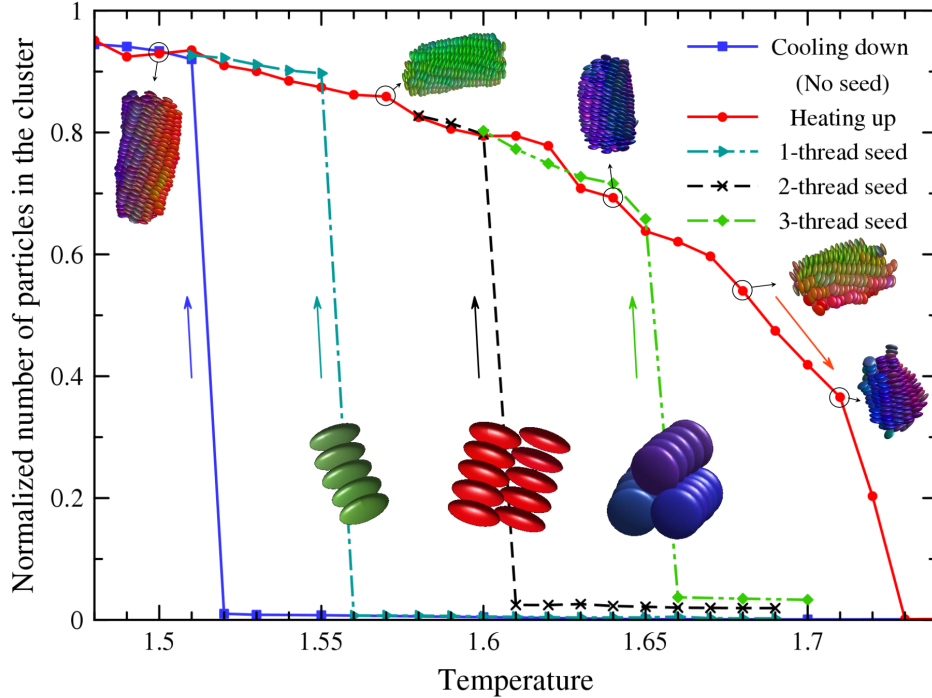 Normalized number of particles in the cluster
1
0.8
0.6
0.4
0.2
0
Cooling down
(No seed)
Heating up
1-thread seed
2-thread seed
3-thread seed
1.5
1.55
1.6
1.65
1.7
Temperature